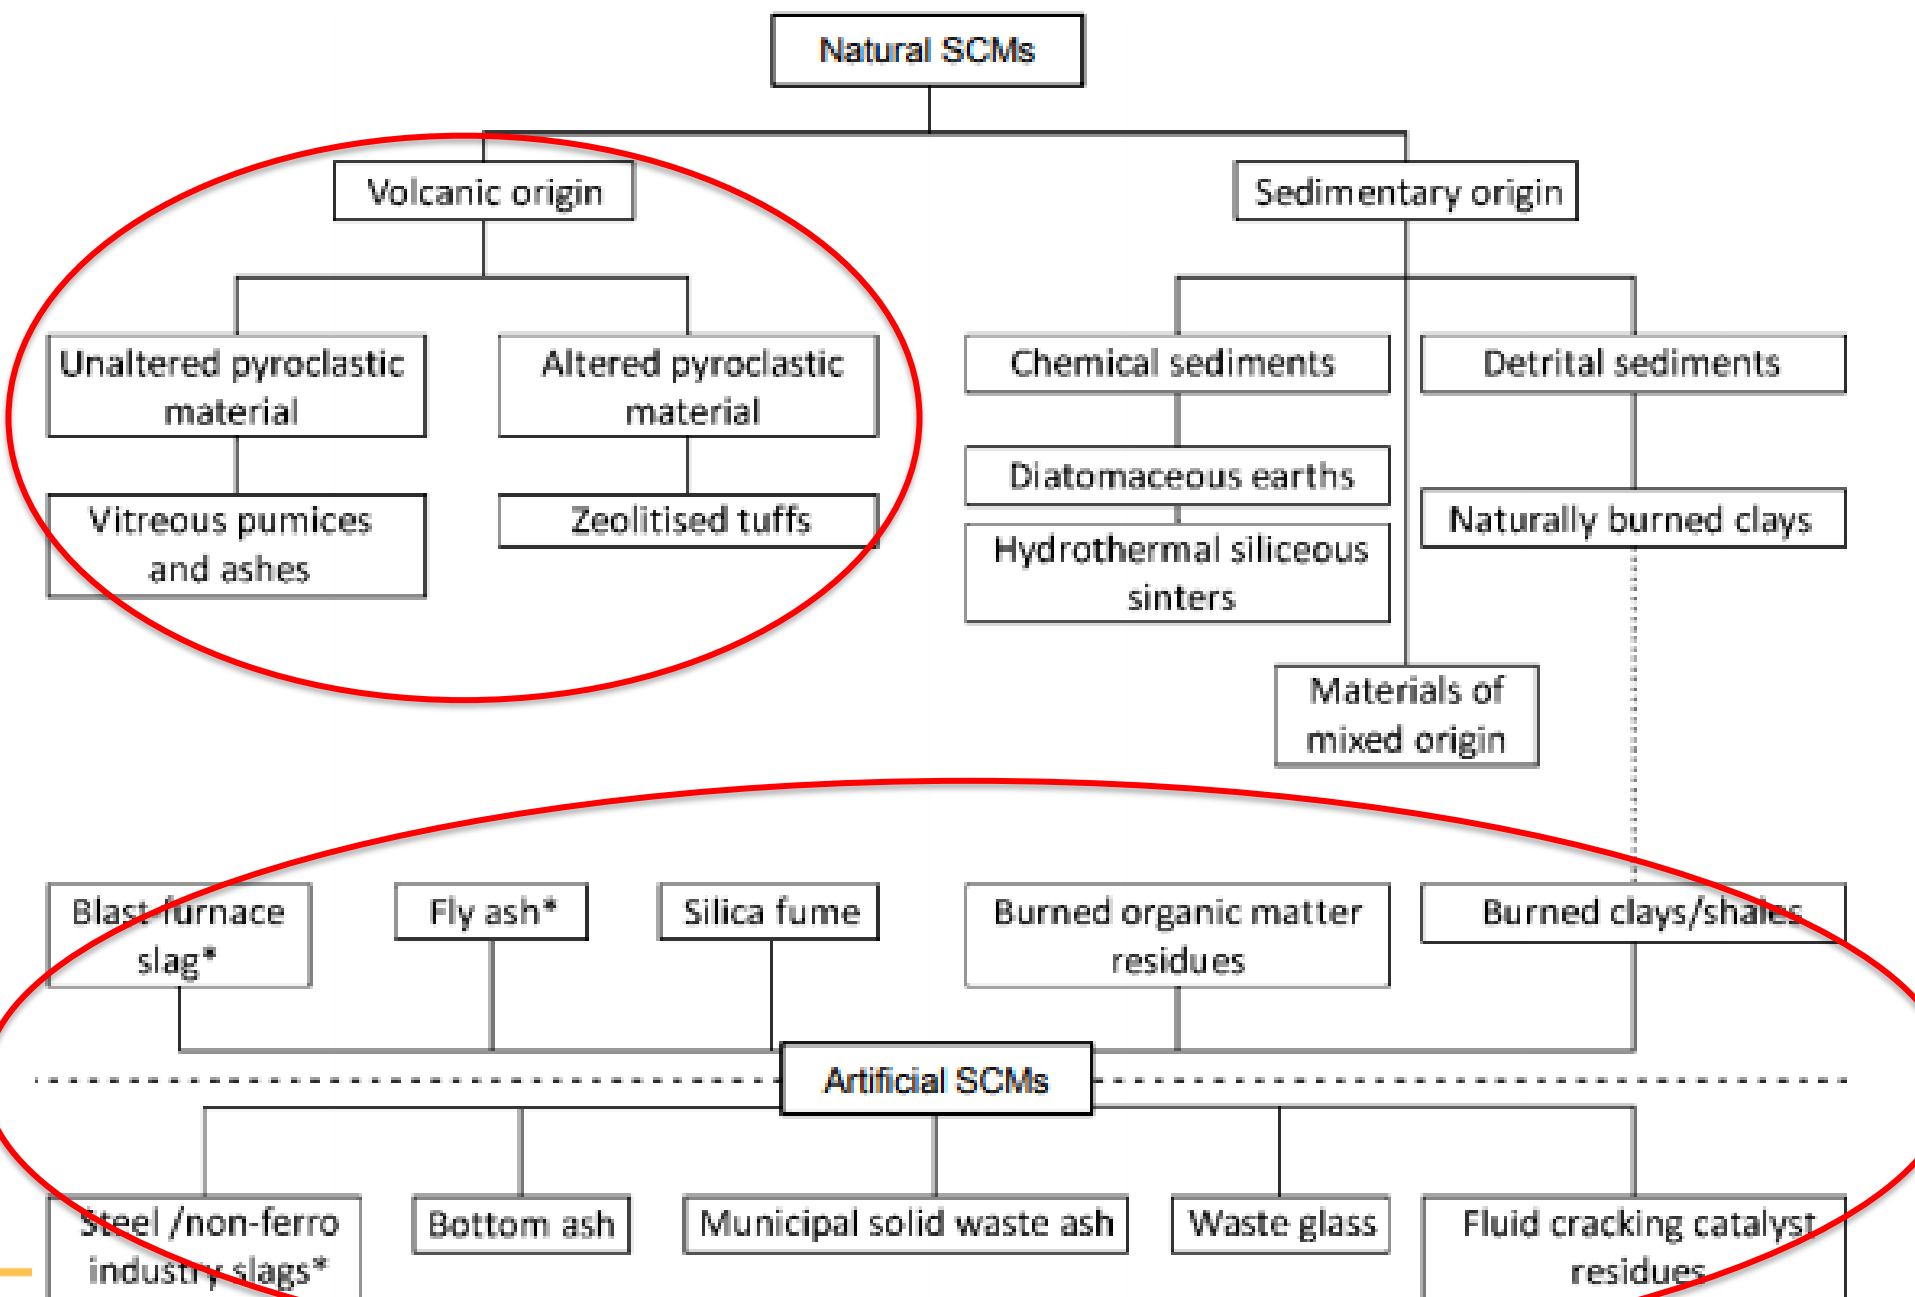 Natural SCMs
Volcanic origin
Sedimentary origin
Unaltered pyroclastic
material
Altered pyroclastic
material
Chemical sediments
Detrital sediments
Vitreous pumices
and ashes
Zeolitised tuffs
Diatomaceous earths
Naturally burned clays
Hydrothermal siliceous
sinters
Materials of
mixed origin
Blast-furnace
slag*
Fly ash*
Silica fume
Burned organic matter
residues
Burned clays/shales
Artificial SCMs
Steel /non-ferro
industry slags*
Bottom ash
Municipal solid waste ash
Waste glass
Fluid cracking catalyst
residues